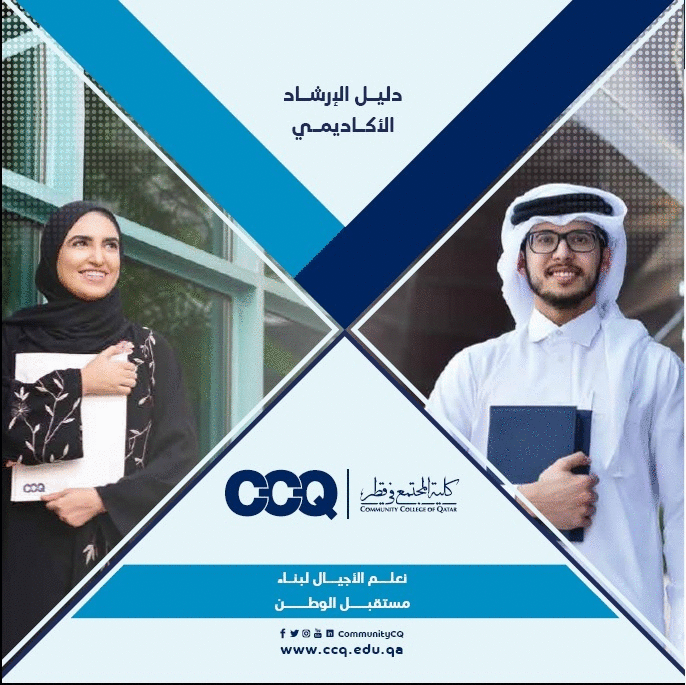 دليل الإرشاد
الأكاديمي
CCQ
CCQ
كلية المجتمع في قطر
COMMUNITY COLLEGE OF QATAR
نعلم الأجيال لبناء
مستقبل الوطن
CommunityCQ
www.ccq.edu.qa